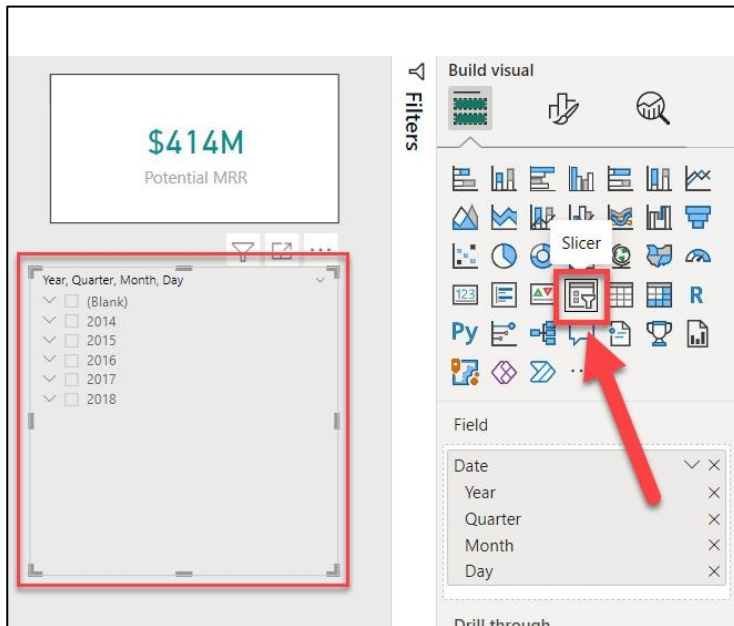 $414M
Potential MRR
Year, Quarter, Month, Day
(Blank)
2014
2015
2016
2017
2018
Filters
Build visual
Slicer
123
R
Py
Field
Date
Year
Quarter
Month
Day
Drill through